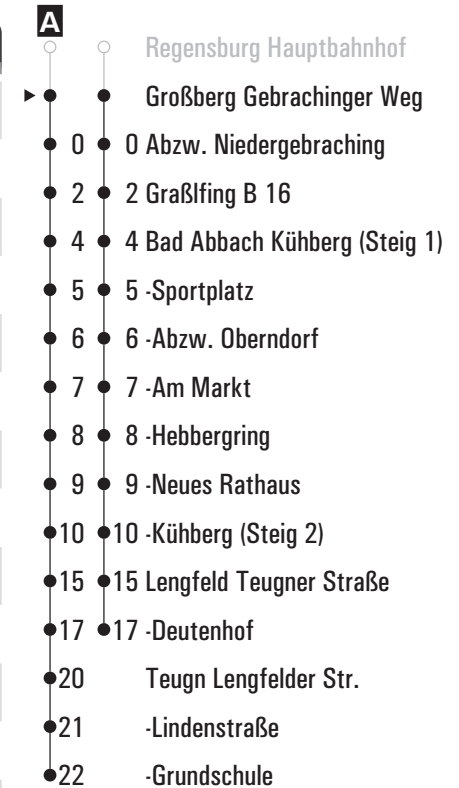 A
Regensburg Hauptbahnhof
Großberg Gebrachinger Weg
0 0 Abzw. Niedergebraching
2 2 Graßlfing B 16
4 4 Bad Abbach Kühberg (Steig 1)
5 5 -Sportplatz
6 6 -Abzw. Oberndorf
7 7 -Am Markt
8 8 -Hebbergring
9 9 -Neues Rathaus
10 10 -Kühberg (Steig 2)
15 15 Lengfeld Teugner Straße
17 17 -Deutenhof
20 Teugn Lengfelder Str.
21 -Lindenstraße
22 -Grundschule